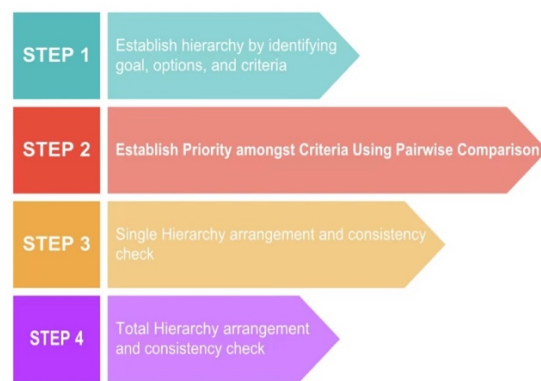 STEP 1
Establish hierarchy by identifying
goal, options, and criteria
STEP 2
Establish Priority amongst Criteria Using Pairwise Comparison
STEP 3
Single Hierarchy arrangement and consistency
check
STEP 4
Total Hierarchy arrangement
and consistency check